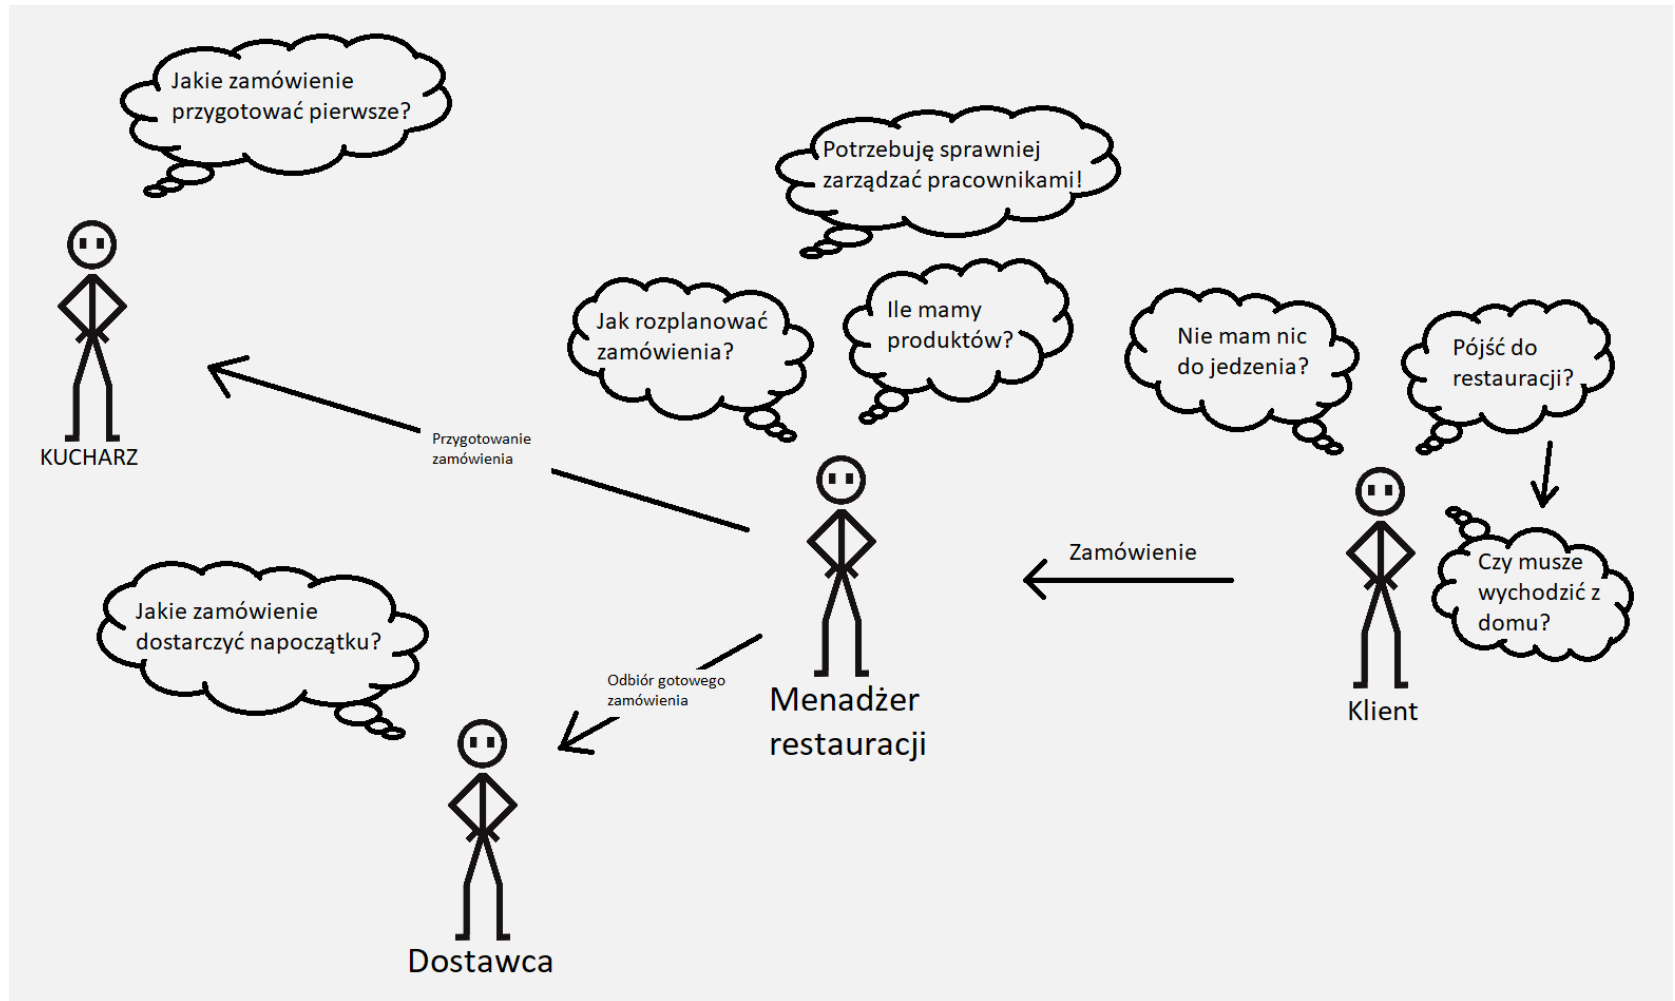 Jakie zamówienie
przygotować pierwsze?
KUCHARZ
Potrzebuję sprawniej
zarządzać pracownikami!
Jak rozplanować
zamówienia?
Ile mamy
produktów?
Nie mam nic
do jedzenia?
Pójść do
restauracji?
Czy musze
wychodzić z
domu?
Przygotowanie
zamówienia
Zamówienie
Klient
Menadżer
restauracji
Odbiór gotowego
zamówienia
Jakie zamówienie
dostarczyć napoczątku?
Dostawca